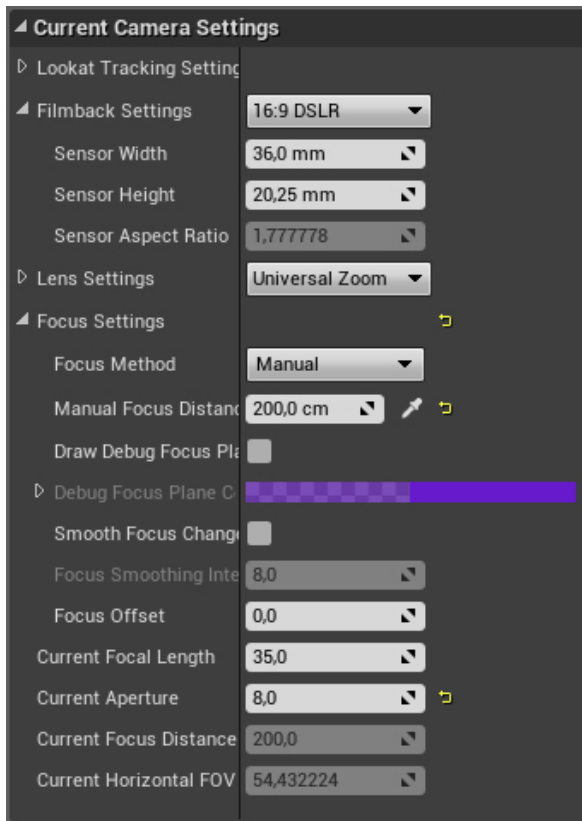 Current Camera Settings
Lookat Tracking Setting
Filmback Settings 16:9 DSLR
Sensor Width 36,0 mm
Sensor Height 20,25 mm
Sensor Aspect Ratio 1,777778
Lens Settings Universal Zoom
Focus Settings
Focus Method Manual
Manual Focus Distanc 200,0 cm
Draw Debug Focus Pla
Debug Focus Plane C
Smooth Focus Change
Focus Smoothing Inte 8,0
Focus Offset 0,0
Current Focal Length 35,0
Current Aperture 8,0
Current Focus Distance 200,0
Current Horizontal FOV 54,432224